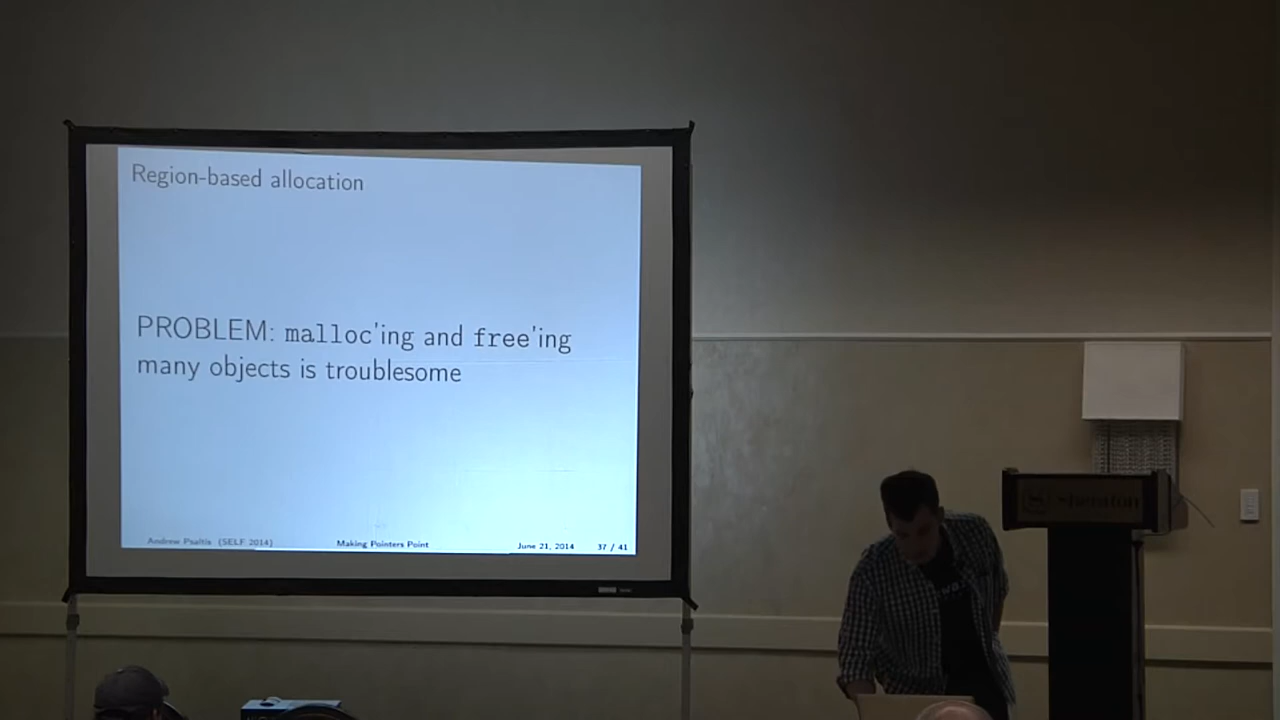 Region-based allocation
PROBLEM: malloc'ing and free'ing
many objects is troublesome
Andrew Psaltis (SELF 2014)
Making Pointers Point
June 21, 2014
37 / 41
Sheraton